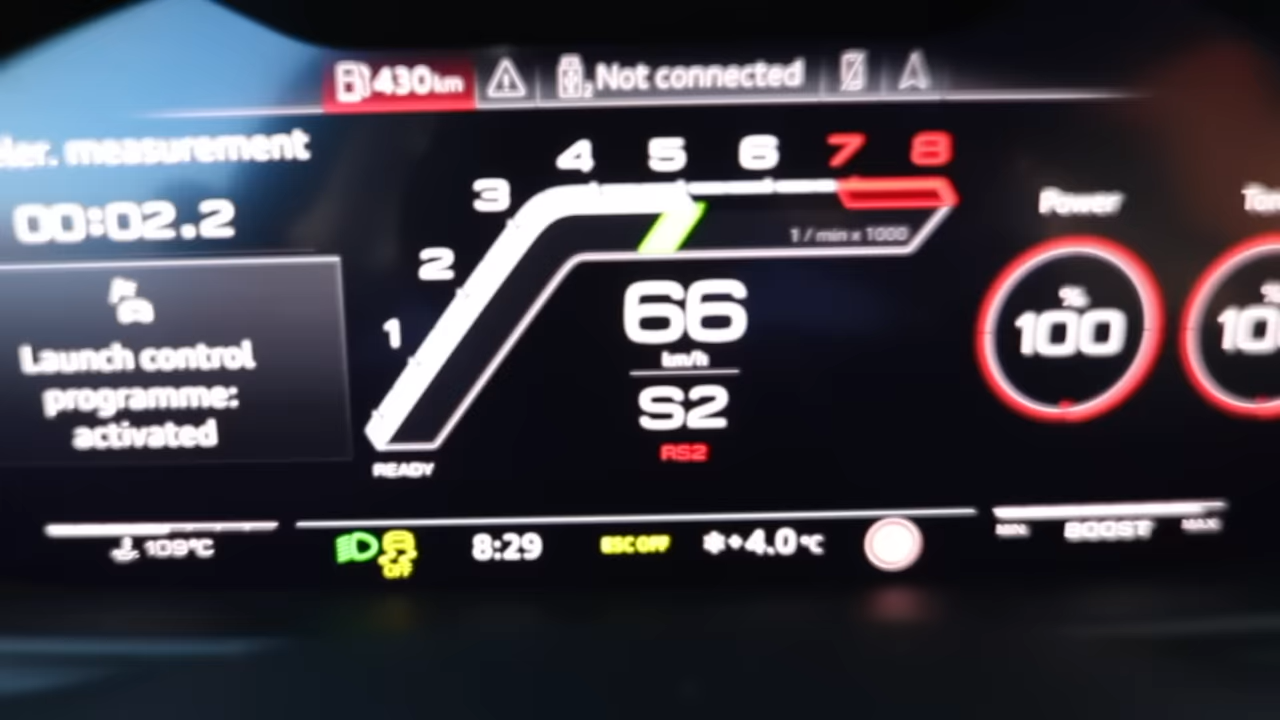 430km
2 Not connected
measurement
00:02.2
Launch control
programme:
activated
1 2 3 4 5 6 7 8
1 / min x 1000
READY
66
km/h
S2
RS2
Power
%
100
%
109°C
OFF
8:29
ESC OFF
+4.0°C
MIN BOOST MAX